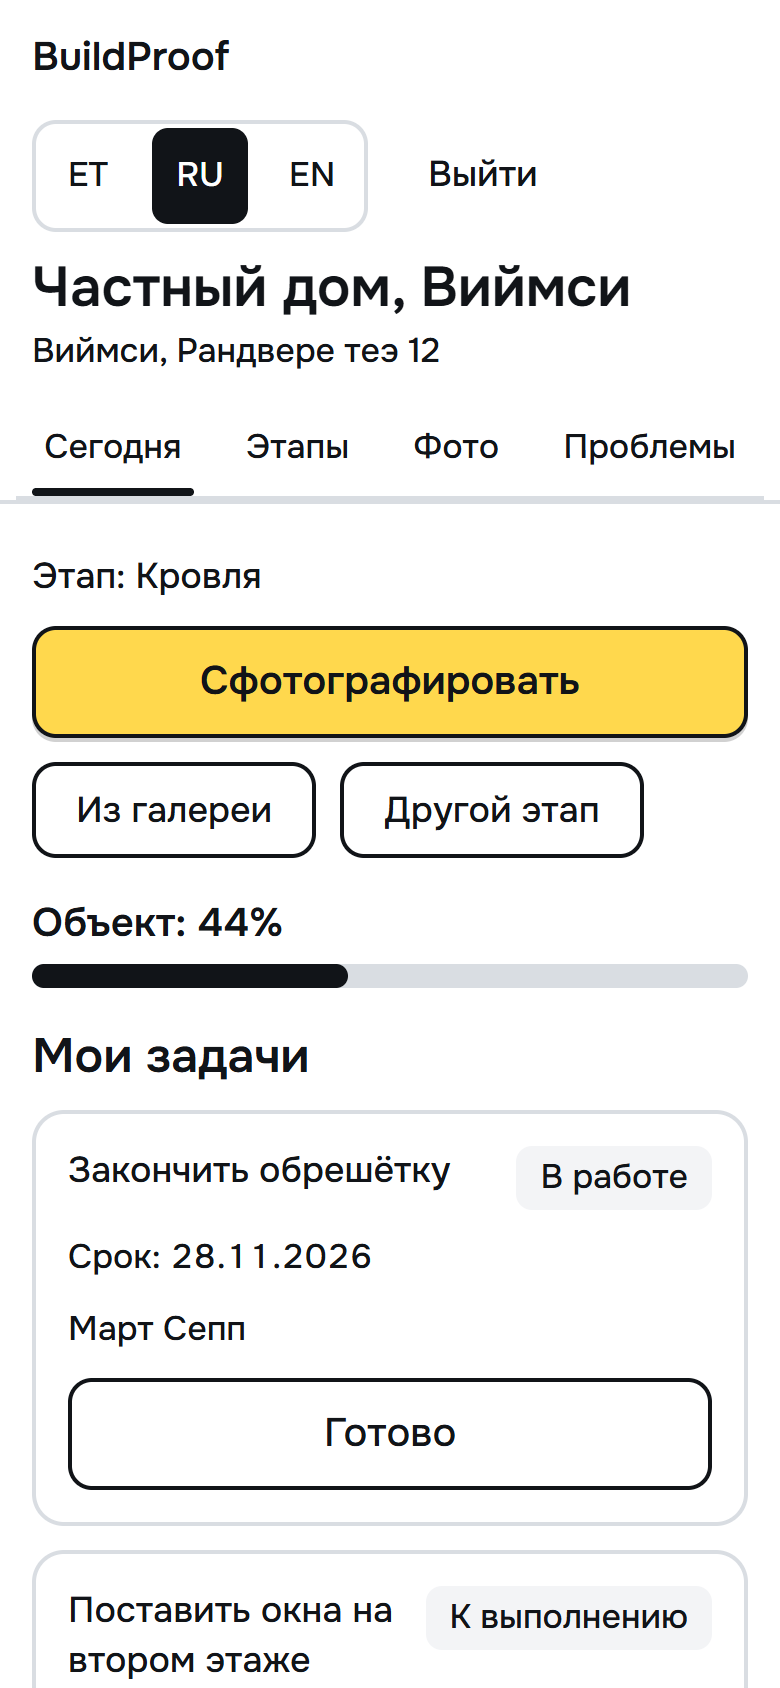 BuildProof
ET RU EN Выйти
Частный дом, Виймси
Виймси, Рандвере теэ 12
Сегодня Этапы Фото Проблемы
Этап: Кровля
Сфотографировать
Из галереи Другой этап
Объект: 44%
Мои задачи
Закончить обрешётку В работе
Срок: 28.11.2026
Март Сепп
Готово
Поставить окна на К выполнению
втором этаже